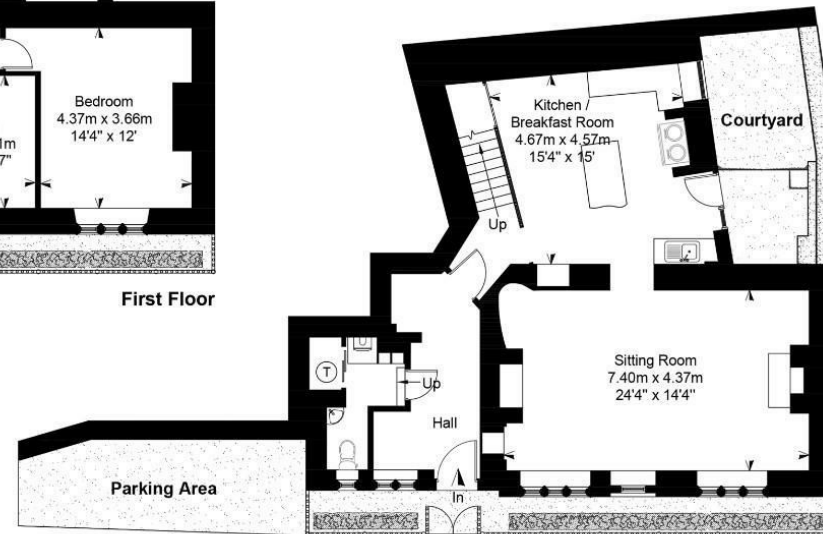 Bedroom
4.37m x 3.66m
14'4" x 12'
First Floor
Kitchen /
Breakfast Room
4.67m x 4.57m
15'4" x 15'
Courtyard
Up
T
Up
Hall
Sitting Room
7.40m x 4.37m
24'4" x 14'4"
Parking Area
In